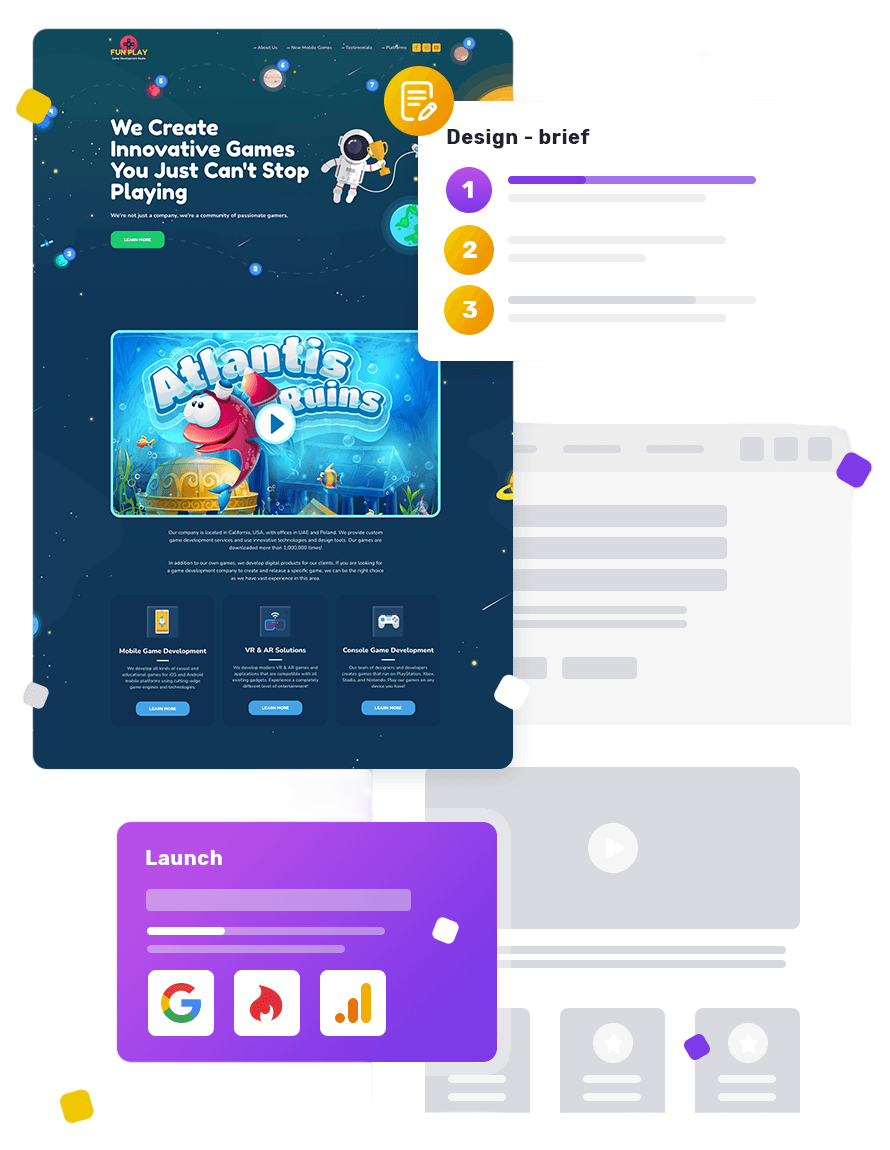 FUN PLAY
Game Development Studio
About Us
New Mobile Games
Testimonials
Platforms
8
6
5
7
4
We Create
Innovative Games
You Just Can't Stop
Playing
We're not just a company, we're a community of passionate gamers.
LEARN MORE
3
2
Design - brief
1
2
3
Atlantis
Ruins
Our company is located in California, USA, with offices in UAE and Poland. We provide custom
game development services and use innovative technologies and design tools. Our games are
downloaded more than 1,000,000 times!
In addition to our own games, we develop digital products for our clients. If you are looking for
a game development company to create and release a specific game, we can be the right choice
as we have vast experience in this area.
Mobile Game Development
We develop all kinds of casual and
educational games for iOS and Android
mobile platforms using cutting-edge
game engines and technologies.
LEARN MORE
VR & AR Solutions
We develop modern VR & AR games and
applications that are compatible with all
existing gadgets. Experience a completely
different level of entertainment!
LEARN MORE
Console Game Development
Our team of designers and developers
creates games that run on PlayStation, Xbox,
Stadia, and Nintendo. Play our games on any
device you have!
LEARN MORE
Launch
G